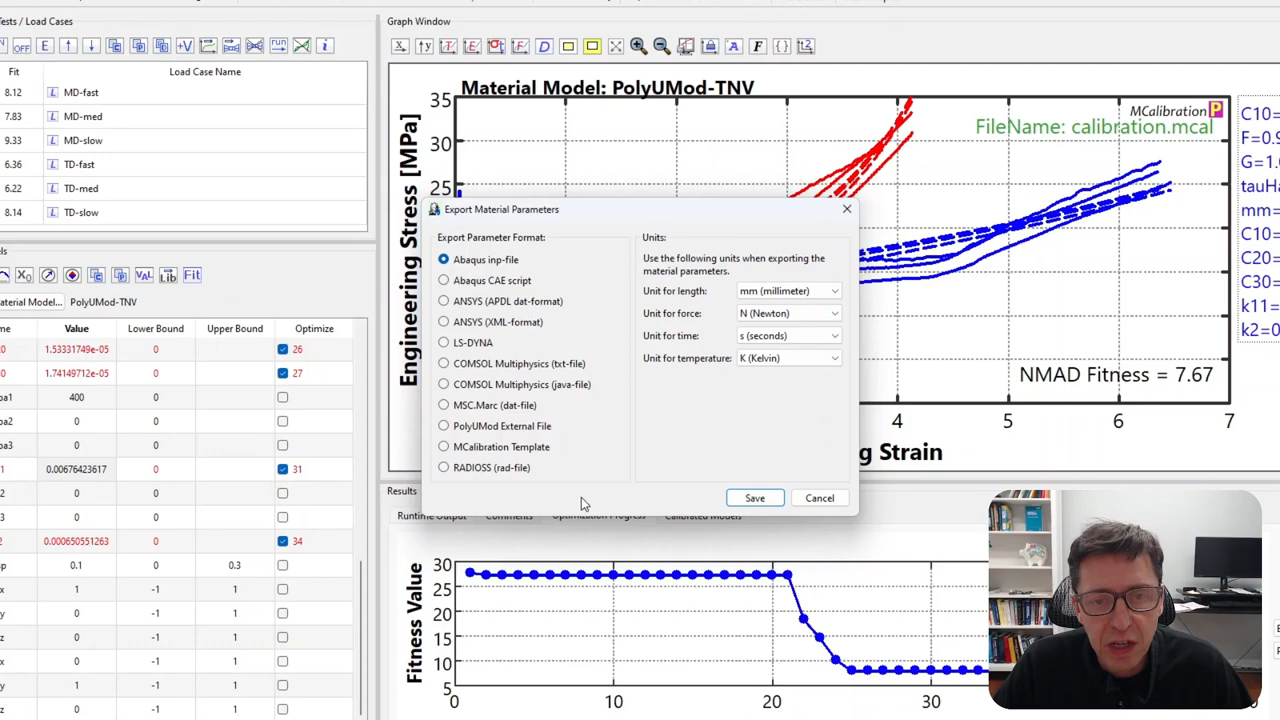 Tests / Load Cases
Graph Window
OFF
E
+V
run
i
D
A
F
{ }
Fit
Load Case Name
8.12
L
MD-fast
7.83
L
MD-med
9.33
L
MD-slow
6.36
L
TD-fast
6.22
L
TD-med
8.14
L
TD-slow
Material Model: PolyUMod-TNV
MCalibration P
FileName: calibration.mcal
35
30
25
Engineering Stress [MPa]
4
5
6
7
g Strain
NMAD Fitness = 7.67
C10=
F=0.9
G=1.
tauHa
mm=
C10=
C20=
C30=
k11=
k2=0.
X0
VAL
Fit
aterial Model...
PolyUMod-TNV
Value
Lower Bound
Upper Bound
Optimize
1.53331749e-05
0
26
1.74149712e-05
0
27
400
0
0
0
0
0.00676423617
0
31
0
0
0
0
0.000650551263
0
34
0.1
0
0.3
1
-1
1
0
-1
1
0
-1
1
0
-1
1
1
-1
1
0
-1
1
Export Material Parameters
Export Parameter Format:
Abaqus inp-file
Abaqus CAE script
ANSYS (APDL dat-format)
ANSYS (XML-format)
LS-DYNA
COMSOL Multiphysics (txt-file)
COMSOL Multiphysics (java-file)
MSC.Marc (dat-file)
PolyUMod External File
MCalibration Template
RADIOSS (rad-file)
Units:
Use the following units when exporting the
material parameters.
Unit for length:
mm (millimeter)
Unit for force:
N (Newton)
Unit for time:
s (seconds)
Unit for temperature:
K (Kelvin)
Save
Cancel
Results
Runtime Output
Comments
Optimization Progress
Calibrated Models
Fitness Value
30
25
20
15
10
5
0
10
20
30